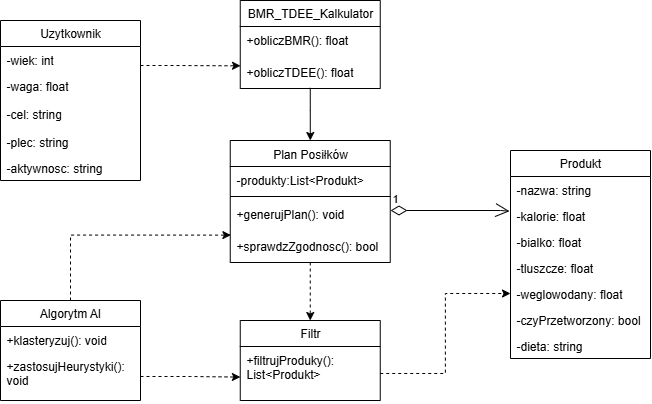 BMR_TDEE_Kalkulator
+obliczBMR(): float
+obliczTDEE(): float
Uzytkownik
-wiek: int
-waga: float
-cel: string
-plec: string
-aktywnosc: string
Plan Posiłków
-produkty:List<Produkt>
+generujPlan(): void
+sprawdzZgodnosc(): bool
1
Produkt
-nazwa: string
-kalorie: float
-bialko: float
-tluszcze: float
-weglowodany: float
-czyPrzetworzony: bool
-dieta: string
Algorytm AI
+klasteryzuj(): void
+zastosujHeurystyki():
void
Filtr
+filtrujProduky():
List<Produkt>